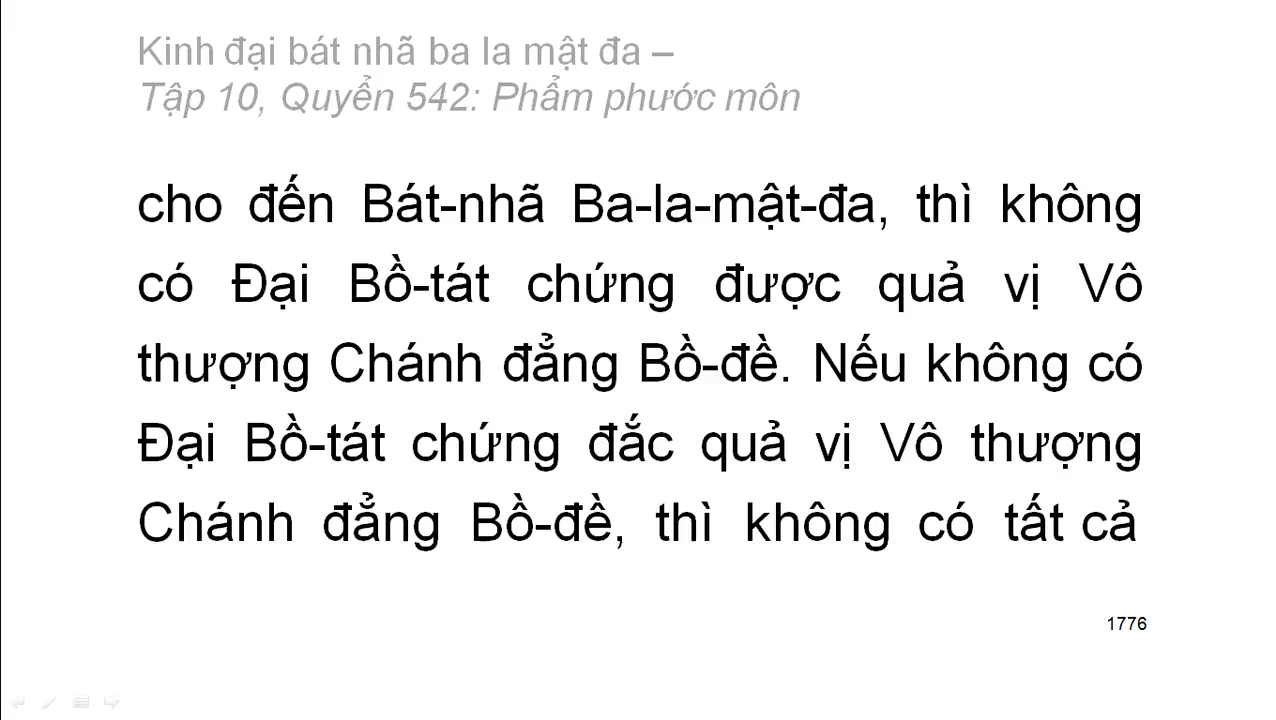 Kinh đại bát nhã ba la mật đa –
Tập 10, Quyển 542: Phẩm phước môn
cho đến Bát-nhã Ba-la-mật-đa, thì không
có Đại Bồ-tát chứng được quả vị Vô
thượng Chánh đẳng Bồ-đề. Nếu không có
Đại Bồ-tát chứng đắc quả vị Vô thượng
Chánh đẳng Bồ-đề, thì không có tất cả
1776